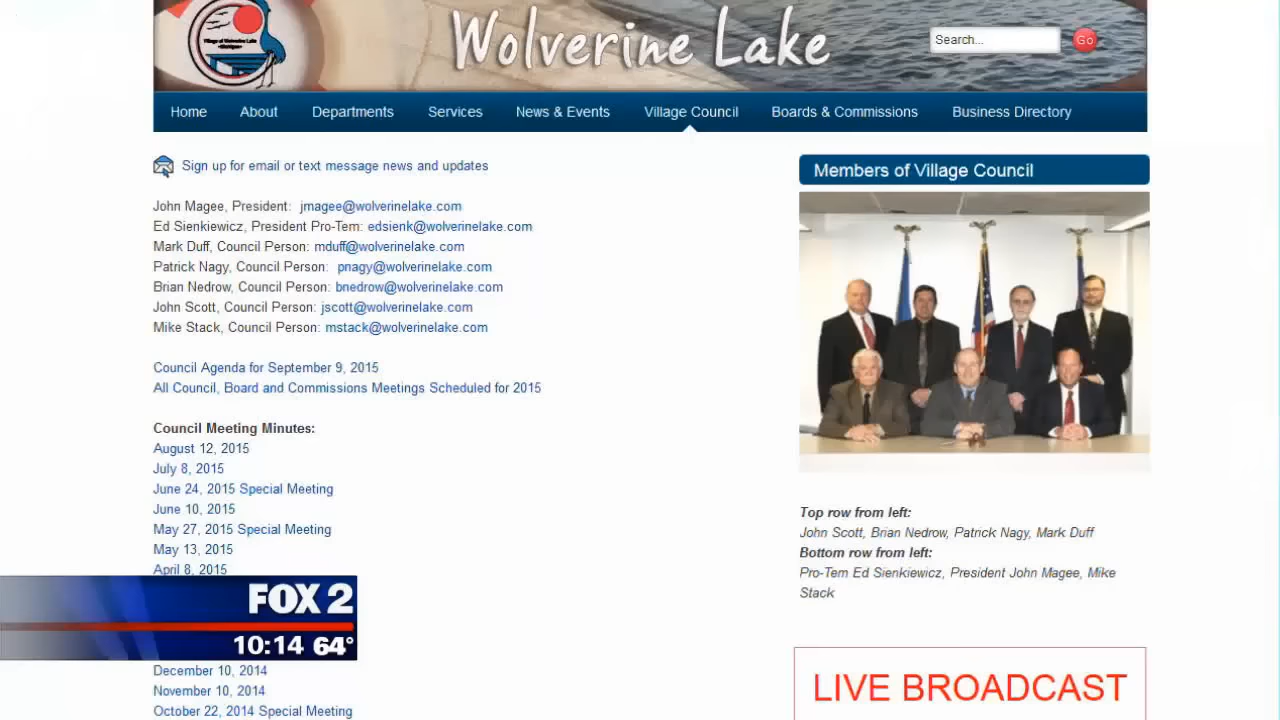 Village of Wolverine Lake
Michigan
Wolverine Lake
Search...
Go
Home
About
Departments
Services
News & Events
Village Council
Boards & Commissions
Business Directory
Sign up for email or text message news and updates
John Magee, President: jmagee@wolverinelake.com
Ed Sienkiewicz, President Pro-Tem: edsienk@wolverinelake.com
Mark Duff, Council Person: mduff@wolverinelake.com
Patrick Nagy, Council Person: pnagy@wolverinelake.com
Brian Nedrow, Council Person: bnedrow@wolverinelake.com
John Scott, Council Person: jscott@wolverinelake.com
Mike Stack, Council Person: mstack@wolverinelake.com
Council Agenda for September 9, 2015
All Council, Board and Commissions Meetings Scheduled for 2015
Council Meeting Minutes:
August 12, 2015
July 8, 2015
June 24, 2015 Special Meeting
June 10, 2015
May 27, 2015 Special Meeting
May 13, 2015
April 8, 2015
FOX 2
10:14 64°
December 10, 2014
November 10, 2014
October 22, 2014 Special Meeting
Members of Village Council
Top row from left:
John Scott, Brian Nedrow, Patrick Nagy, Mark Duff
Bottom row from left:
Pro-Tem Ed Sienkiewicz, President John Magee, Mike
Stack
LIVE BROADCAST